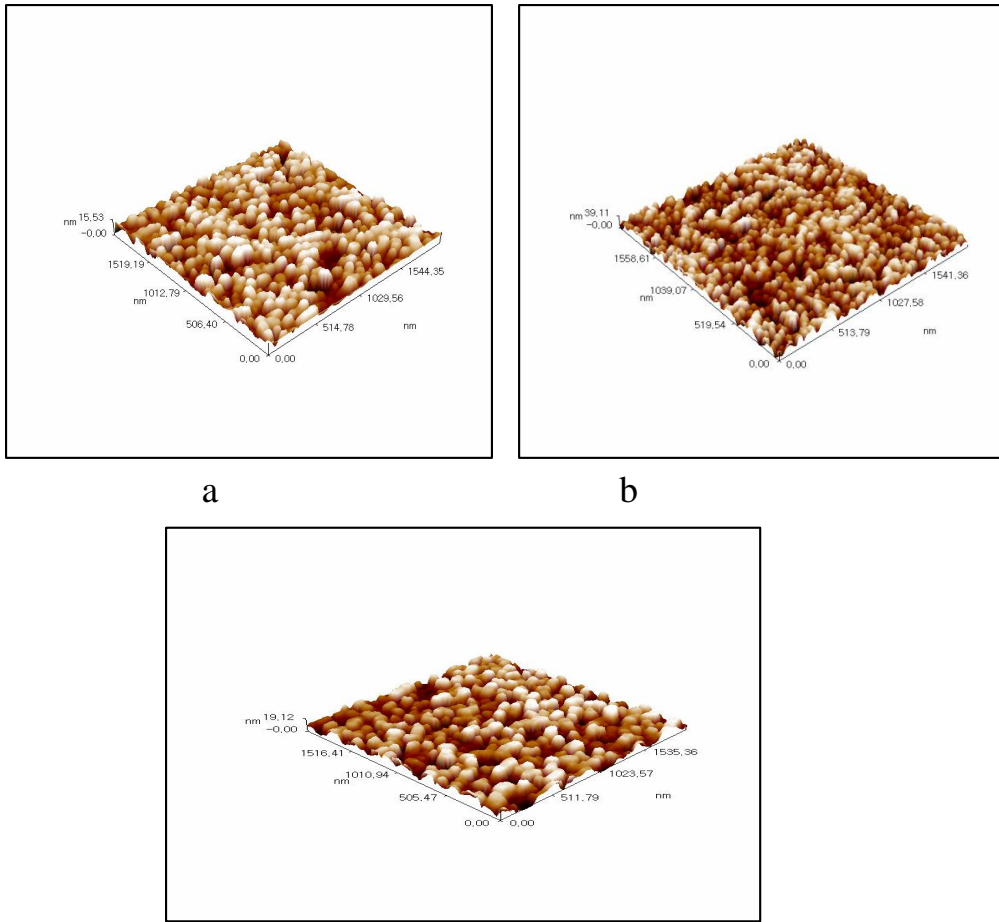 nm 15,53
-0,00
1519,19
1012,79
nm
506,40
0,00
0,00
514,78
1029,56
1544,35
nm
nm 39,11
-0,00
1558,61
1039,07
nm
519,54
0,00
0,00
513,79
1027,58
1541,36
nm
a
b
nm 19,12
-0,00
1516,41
1010,94
nm
505,47
0,00
0,00
511,79
1023,57
1535,36
nm